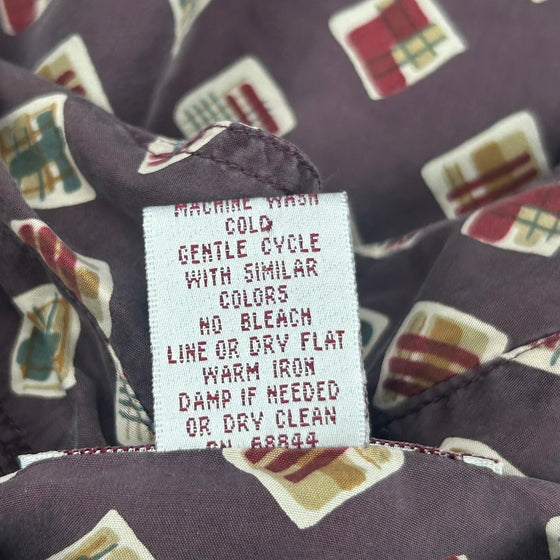 MACHINE WASH
COLD
GENTLE CYCLE
WITH SIMILAR
COLORS
NO BLEACH
LINE OR DRY FLAT
WARM IRON
DAMP IF NEEDED
OR DRY CLEAN
RN 68844